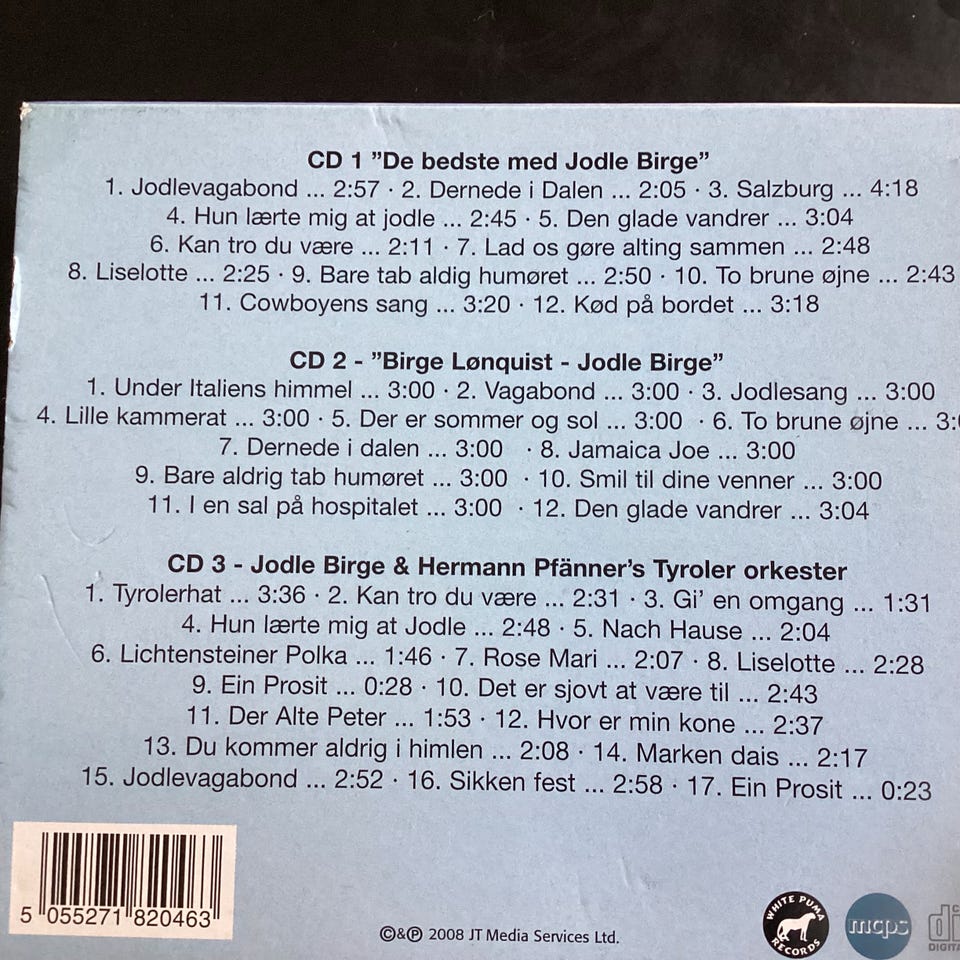 CD 1 ”De bedste med Jodle Birge”
1. Jodlevagabond ... 2:57 · 2. Dernede i Dalen ... 2:05 · 3. Salzburg ... 4:18
4. Hun lærte mig at jodle ... 2:45 · 5. Den glade vandrer ... 3:04
6. Kan tro du være ... 2:11 · 7. Lad os gøre alting sammen ... 2:48
8. Liselotte ... 2:25 · 9. Bare tab aldig humøret ... 2:50 · 10. To brune øjne ... 2:43
11. Cowboyens sang ... 3:20 · 12. Kød på bordet ... 3:18
CD 2 - ”Birge Lønquist - Jodle Birge”
1. Under Italiens himmel ... 3:00 · 2. Vagabond ... 3:00 · 3. Jodlesang ... 3:00
4. Lille kammerat ... 3:00 · 5. Der er sommer og sol ... 3:00 · 6. To brune øjne ...
7. Dernede i dalen ... 3:00 · 8. Jamaica Joe ... 3:00
9. Bare aldrig tab humøret ... 3:00 · 10. Smil til dine venner ... 3:00
11. I en sal på hospitalet ... 3:00 · 12. Den glade vandrer ... 3:04
CD 3 - Jodle Birge & Hermann Pfänner’s Tyroler orkester
1. Tyrolerhat ... 3:36 · 2. Kan tro du være ... 2:31 · 3. Gi’ en omgang ... 1:31
4. Hun lærte mig at Jodle ... 2:48 · 5. Nach Hause ... 2:04
6. Lichtensteiner Polka ... 1:46 · 7. Rose Mari ... 2:07 · 8. Liselotte ... 2:28
9. Ein Prosit ... 0:28 · 10. Det er sjovt at være til ... 2:43
11. Der Alte Peter ... 1:53 · 12. Hvor er min kone ... 2:37
13. Du kommer aldrig i himlen ... 2:08 · 14. Marken dais ... 2:17
15. Jodlevagabond ... 2:52 · 16. Sikken fest ... 2:58 · 17. Ein Prosit ... 0:23
5 055271 820463
©&℗ 2008 JT Media Services Ltd.
WHITE PUMA RECORDS
mcps